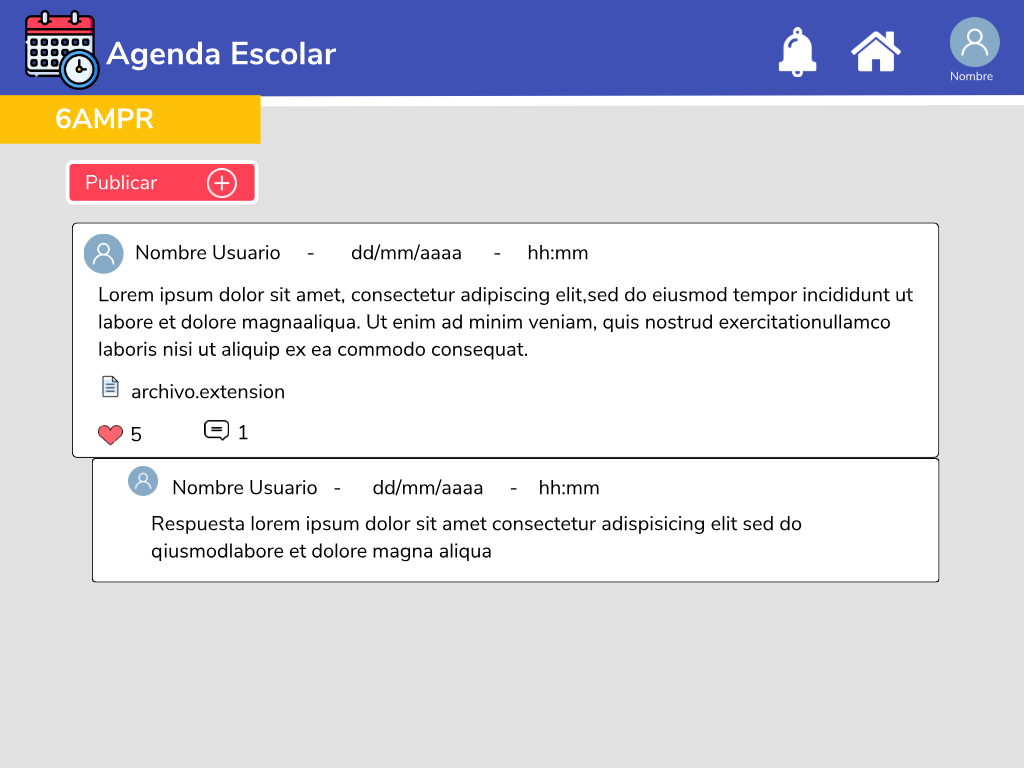 Agenda Escolar
Nombre
6AMPR
Publicar
Nombre Usuario - dd/mm/aaaa - hh:mm
Lorem ipsum dolor sit amet, consectetur adipiscing elit,sed do eiusmod tempor incididunt ut
labore et dolore magnaaliqua. Ut enim ad minim veniam, quis nostrud exercitationullamco
laboris nisi ut aliquip ex ea commodo consequat.
archivo.extension
5 1
Nombre Usuario - dd/mm/aaaa - hh:mm
Respuesta lorem ipsum dolor sit amet consectetur adispisicing elit sed do
qiusmodlabore et dolore magna aliqua